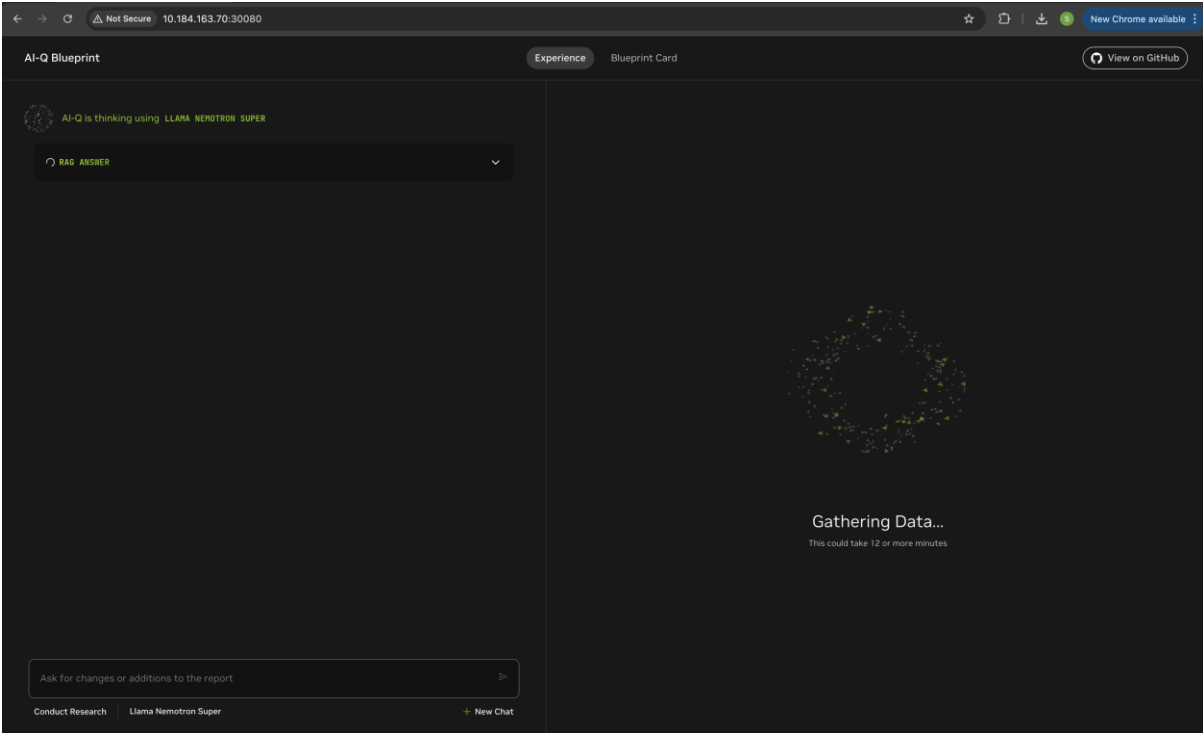 Not Secure 10.184.163.70:30080
S
New Chrome available
AI-Q Blueprint
Experience
Blueprint Card
View on GitHub
AI-Q is thinking using LLAMA NEMOTRON SUPER
RAG ANSWER
Gathering Data...
This could take 12 or more minutes
Ask for changes or additions to the report
Conduct Research
Llama Nemotron Super
+ New Chat